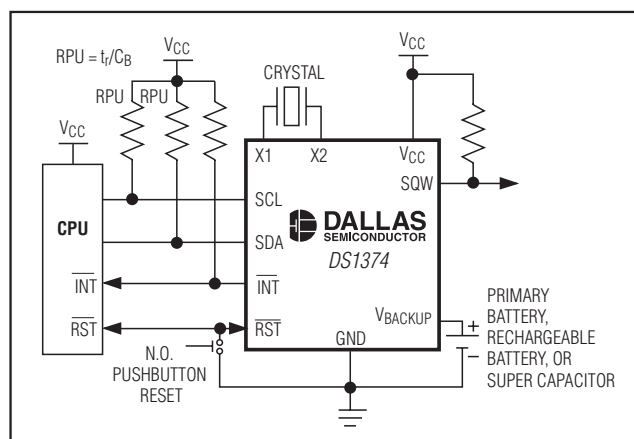 RPU = tr/CB
VCC
CRYSTAL
VCC
RPU
RPU
VCC
X1
X2
VCC
SCL
SQW
CPU
DALLAS
SEMICONDUCTOR
SDA
DS1374
INT
INT
VBACKUP
RST
RST
GND
N.O.
PUSHBUTTON
RESET
+
−
PRIMARY
BATTERY,
RECHARGEABLE
BATTERY, OR
SUPER CAPACITOR